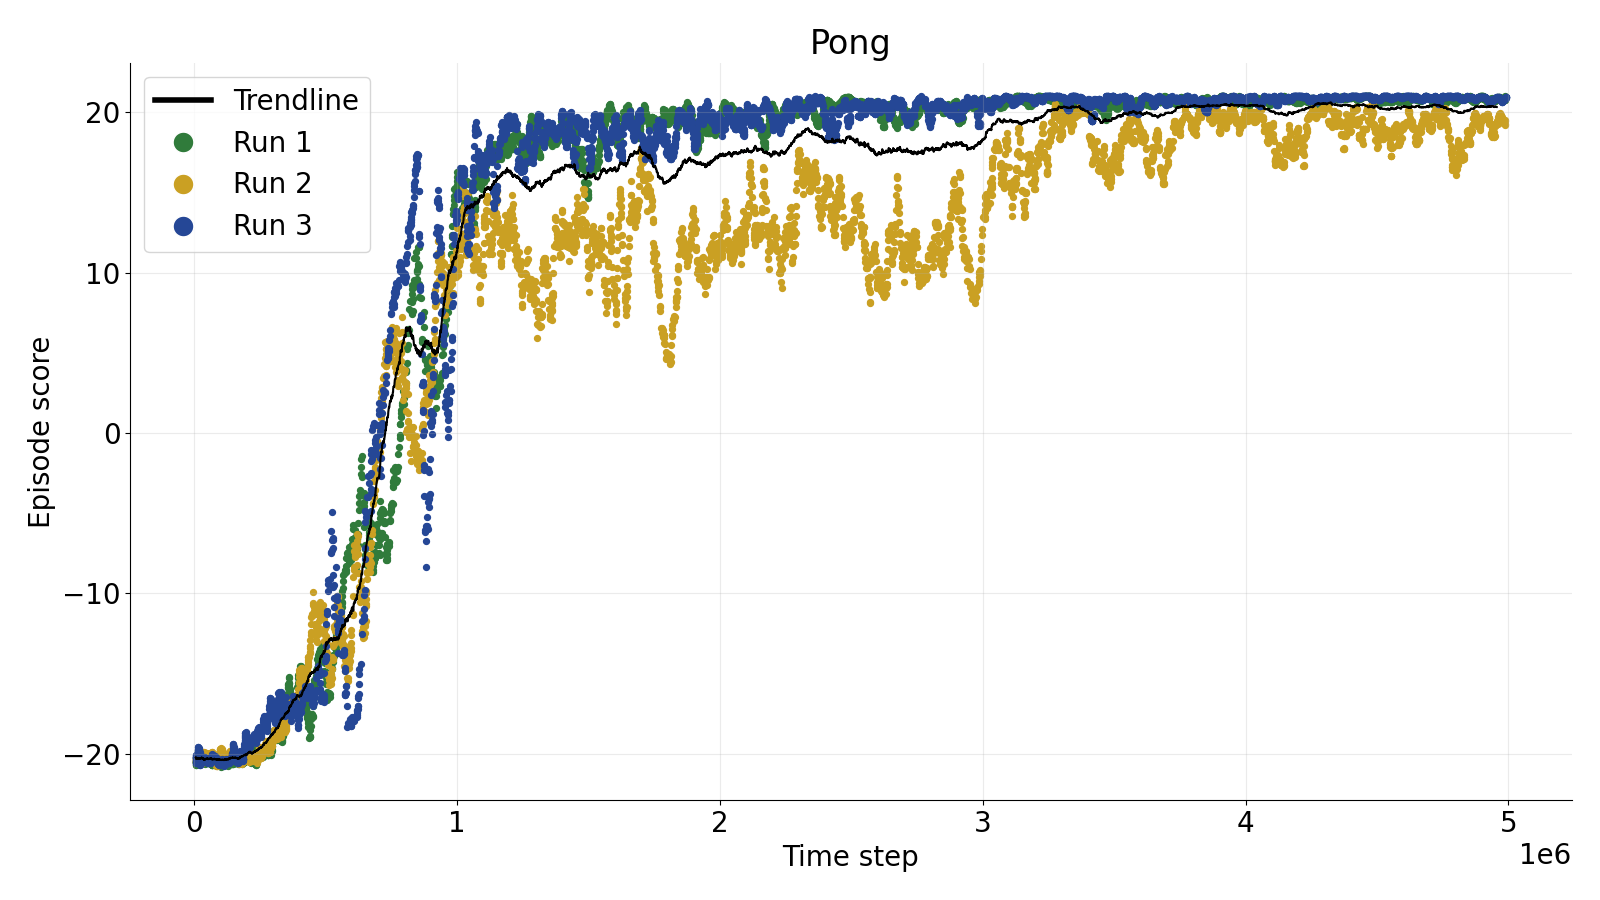 Pong
Trendline
Run 1
Run 2
Run 3
Episode score
20
10
0
−10
−20
0 1 2 3 4 5
1e6
Time step